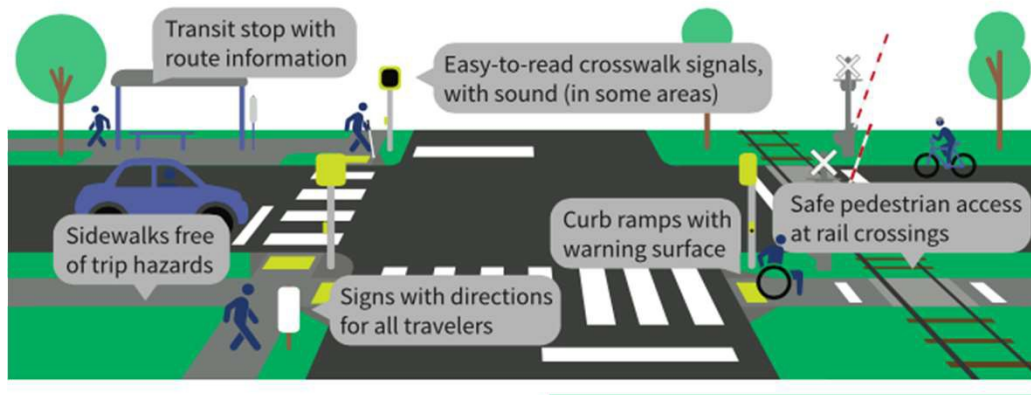 Transit stop with
route information
Easy-to-read crosswalk signals,
with sound (in some areas)
Sidewalks free
of trip hazards
Signs with directions
for all travelers
Curb ramps with
warning surface
Safe pedestrian access
at rail crossings